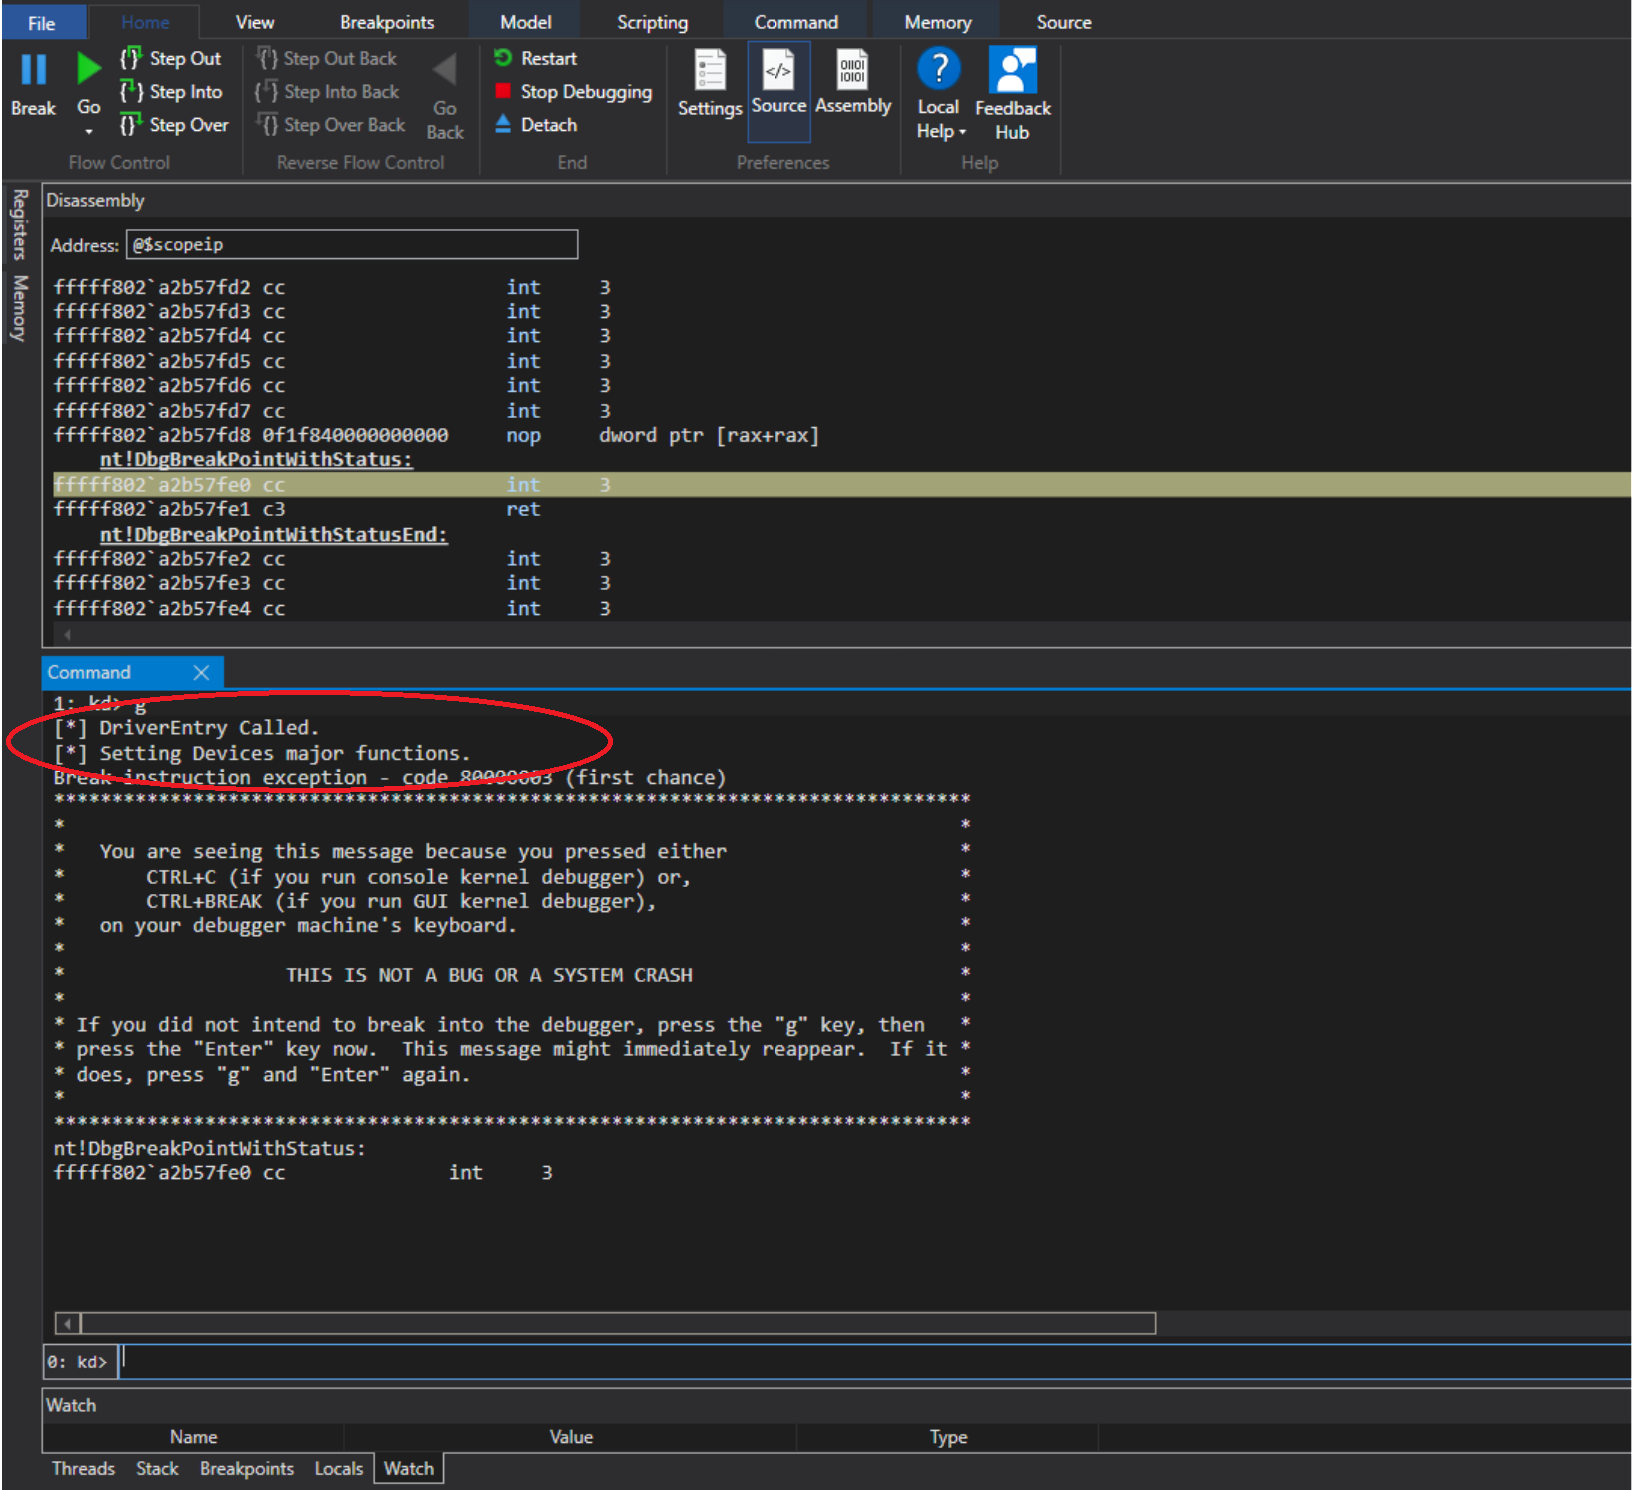 File Home View Breakpoints Model Scripting Command Memory Source
Break
Go
Step Out
Step Into
Step Over
Flow Control
Step Out Back
Step Into Back
Step Over Back
Go Back
Reverse Flow Control
Restart
Stop Debugging
Detach
End
Settings
Source
Assembly
Preferences
Local Help
Feedback Hub
Help
Registers
Memory
Disassembly
Address: @$scopeip
fffff802`a2b57fd2 cc int 3
fffff802`a2b57fd3 cc int 3
fffff802`a2b57fd4 cc int 3
fffff802`a2b57fd5 cc int 3
fffff802`a2b57fd6 cc int 3
fffff802`a2b57fd7 cc int 3
fffff802`a2b57fd8 0f1f840000000000 nop dword ptr [rax+rax]
nt!DbgBreakPointWithStatus:
fffff802`a2b57fe0 cc int 3
fffff802`a2b57fe1 c3 ret
nt!DbgBreakPointWithStatusEnd:
fffff802`a2b57fe2 cc int 3
fffff802`a2b57fe3 cc int 3
fffff802`a2b57fe4 cc int 3
Command
1: kd> g
[*] DriverEntry Called.
[*] Setting Devices major functions.
Break instruction exception - code 80000003 (first chance)
*******************************************************************************
* *
* You are seeing this message because you pressed either *
* CTRL+C (if you run console kernel debugger) or, *
* CTRL+BREAK (if you run GUI kernel debugger), *
* on your debugger machine's keyboard. *
* *
* THIS IS NOT A BUG OR A SYSTEM CRASH *
* *
* If you did not intend to break into the debugger, press the "g" key, then *
* press the "Enter" key now. This message might immediately reappear. If it *
* does, press "g" and "Enter" again. *
* *
*******************************************************************************
nt!DbgBreakPointWithStatus:
fffff802`a2b57fe0 cc int 3
0: kd>
Watch
Name Value Type
Threads Stack Breakpoints Locals Watch